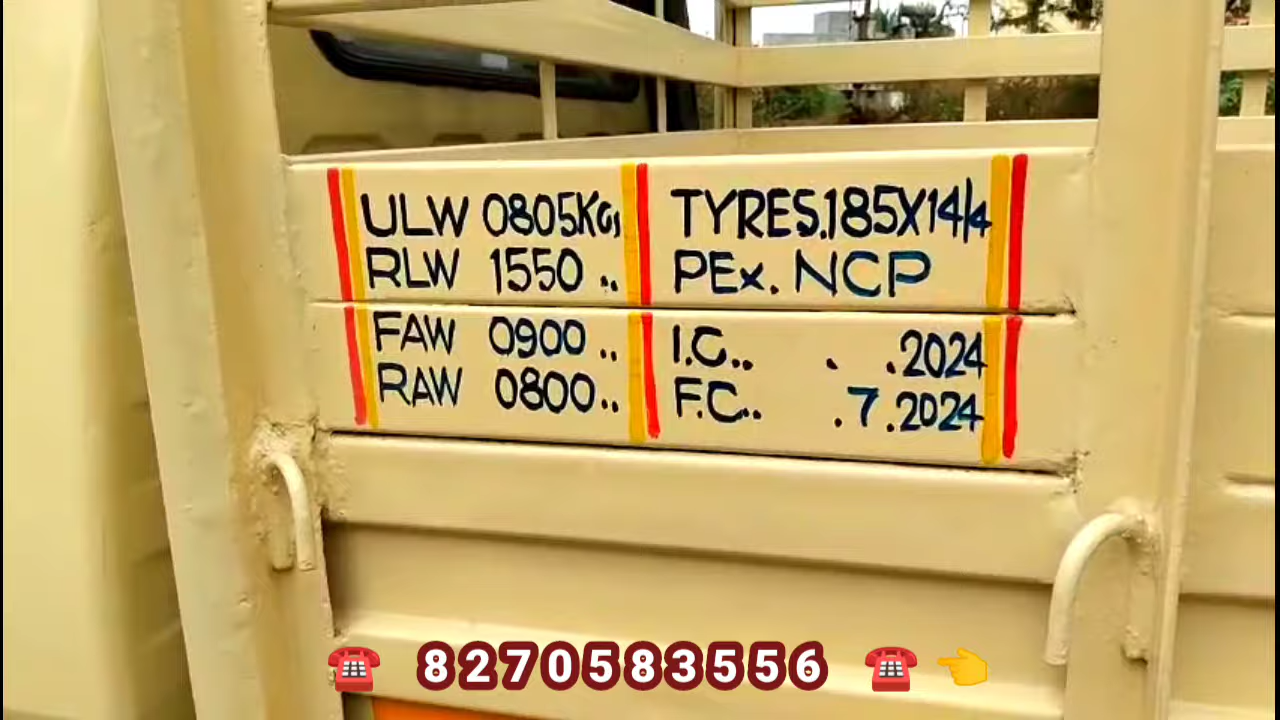 ULW 0805KG,
RLW 1550 ..
TYRES.185X14/4
PEx. NCP
FAW 0900 ..
RAW 0800..
I.C.. . .2024
F.C.. .7.2024
☎️ 8270583556 ☎️ 👈